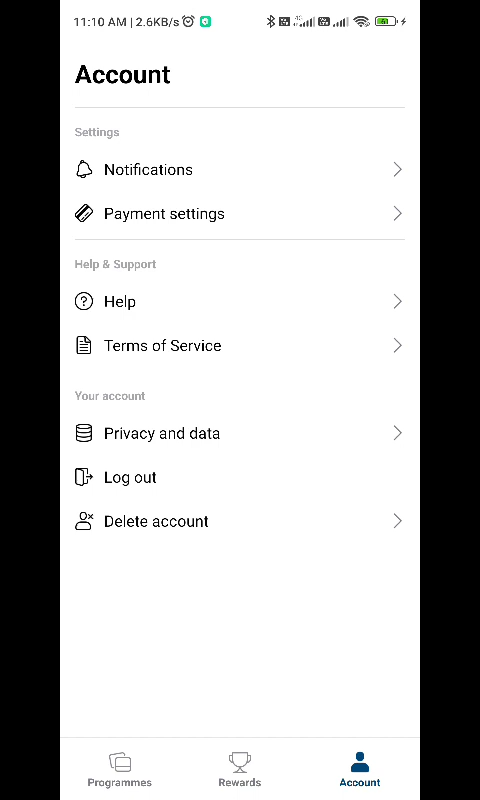 11:10 AM | 2.6KB/s
Account
Settings
Notifications
Payment settings
Help & Support
Help
Terms of Service
Your account
Privacy and data
Log out
Delete account
Programmes
Rewards
Account